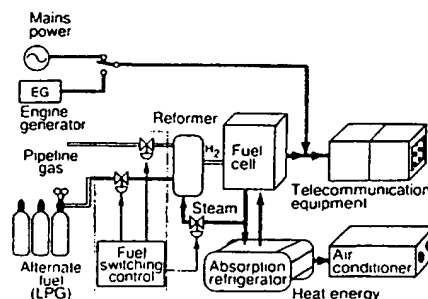 Mains
power
EG
Engine
generator
Reformer
H2
Fuel
cell
Pipeline
gas
Telecommunication
equipment
Steam
Alternate
fuel (LPG)
Fuel
switching
control
Absorption
refrigerator
Air
conditioner
Heat energy